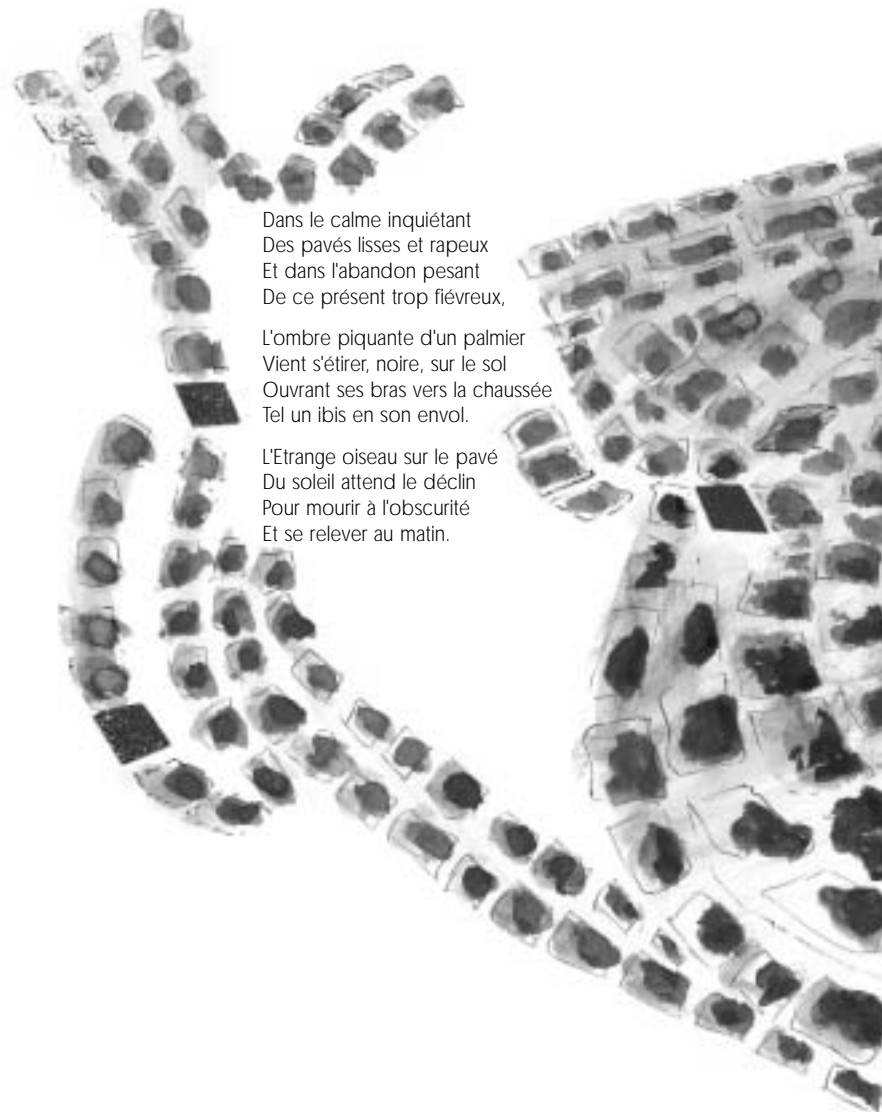 Dans le calme inquiétant
Des pavés lisses et rapeux
Et dans l'abandon pesant
De ce présent trop fiévreux,
L'ombre piquante d'un palmier
Vient s'étirer, noire, sur le sol
Ouvrant ses bras vers la chaussée
Tel un ibis en son envol.
L'Etrange oiseau sur le pavé
Du soleil attend le déclin
Pour mourir à l'obscurité
Et se relever au matin.